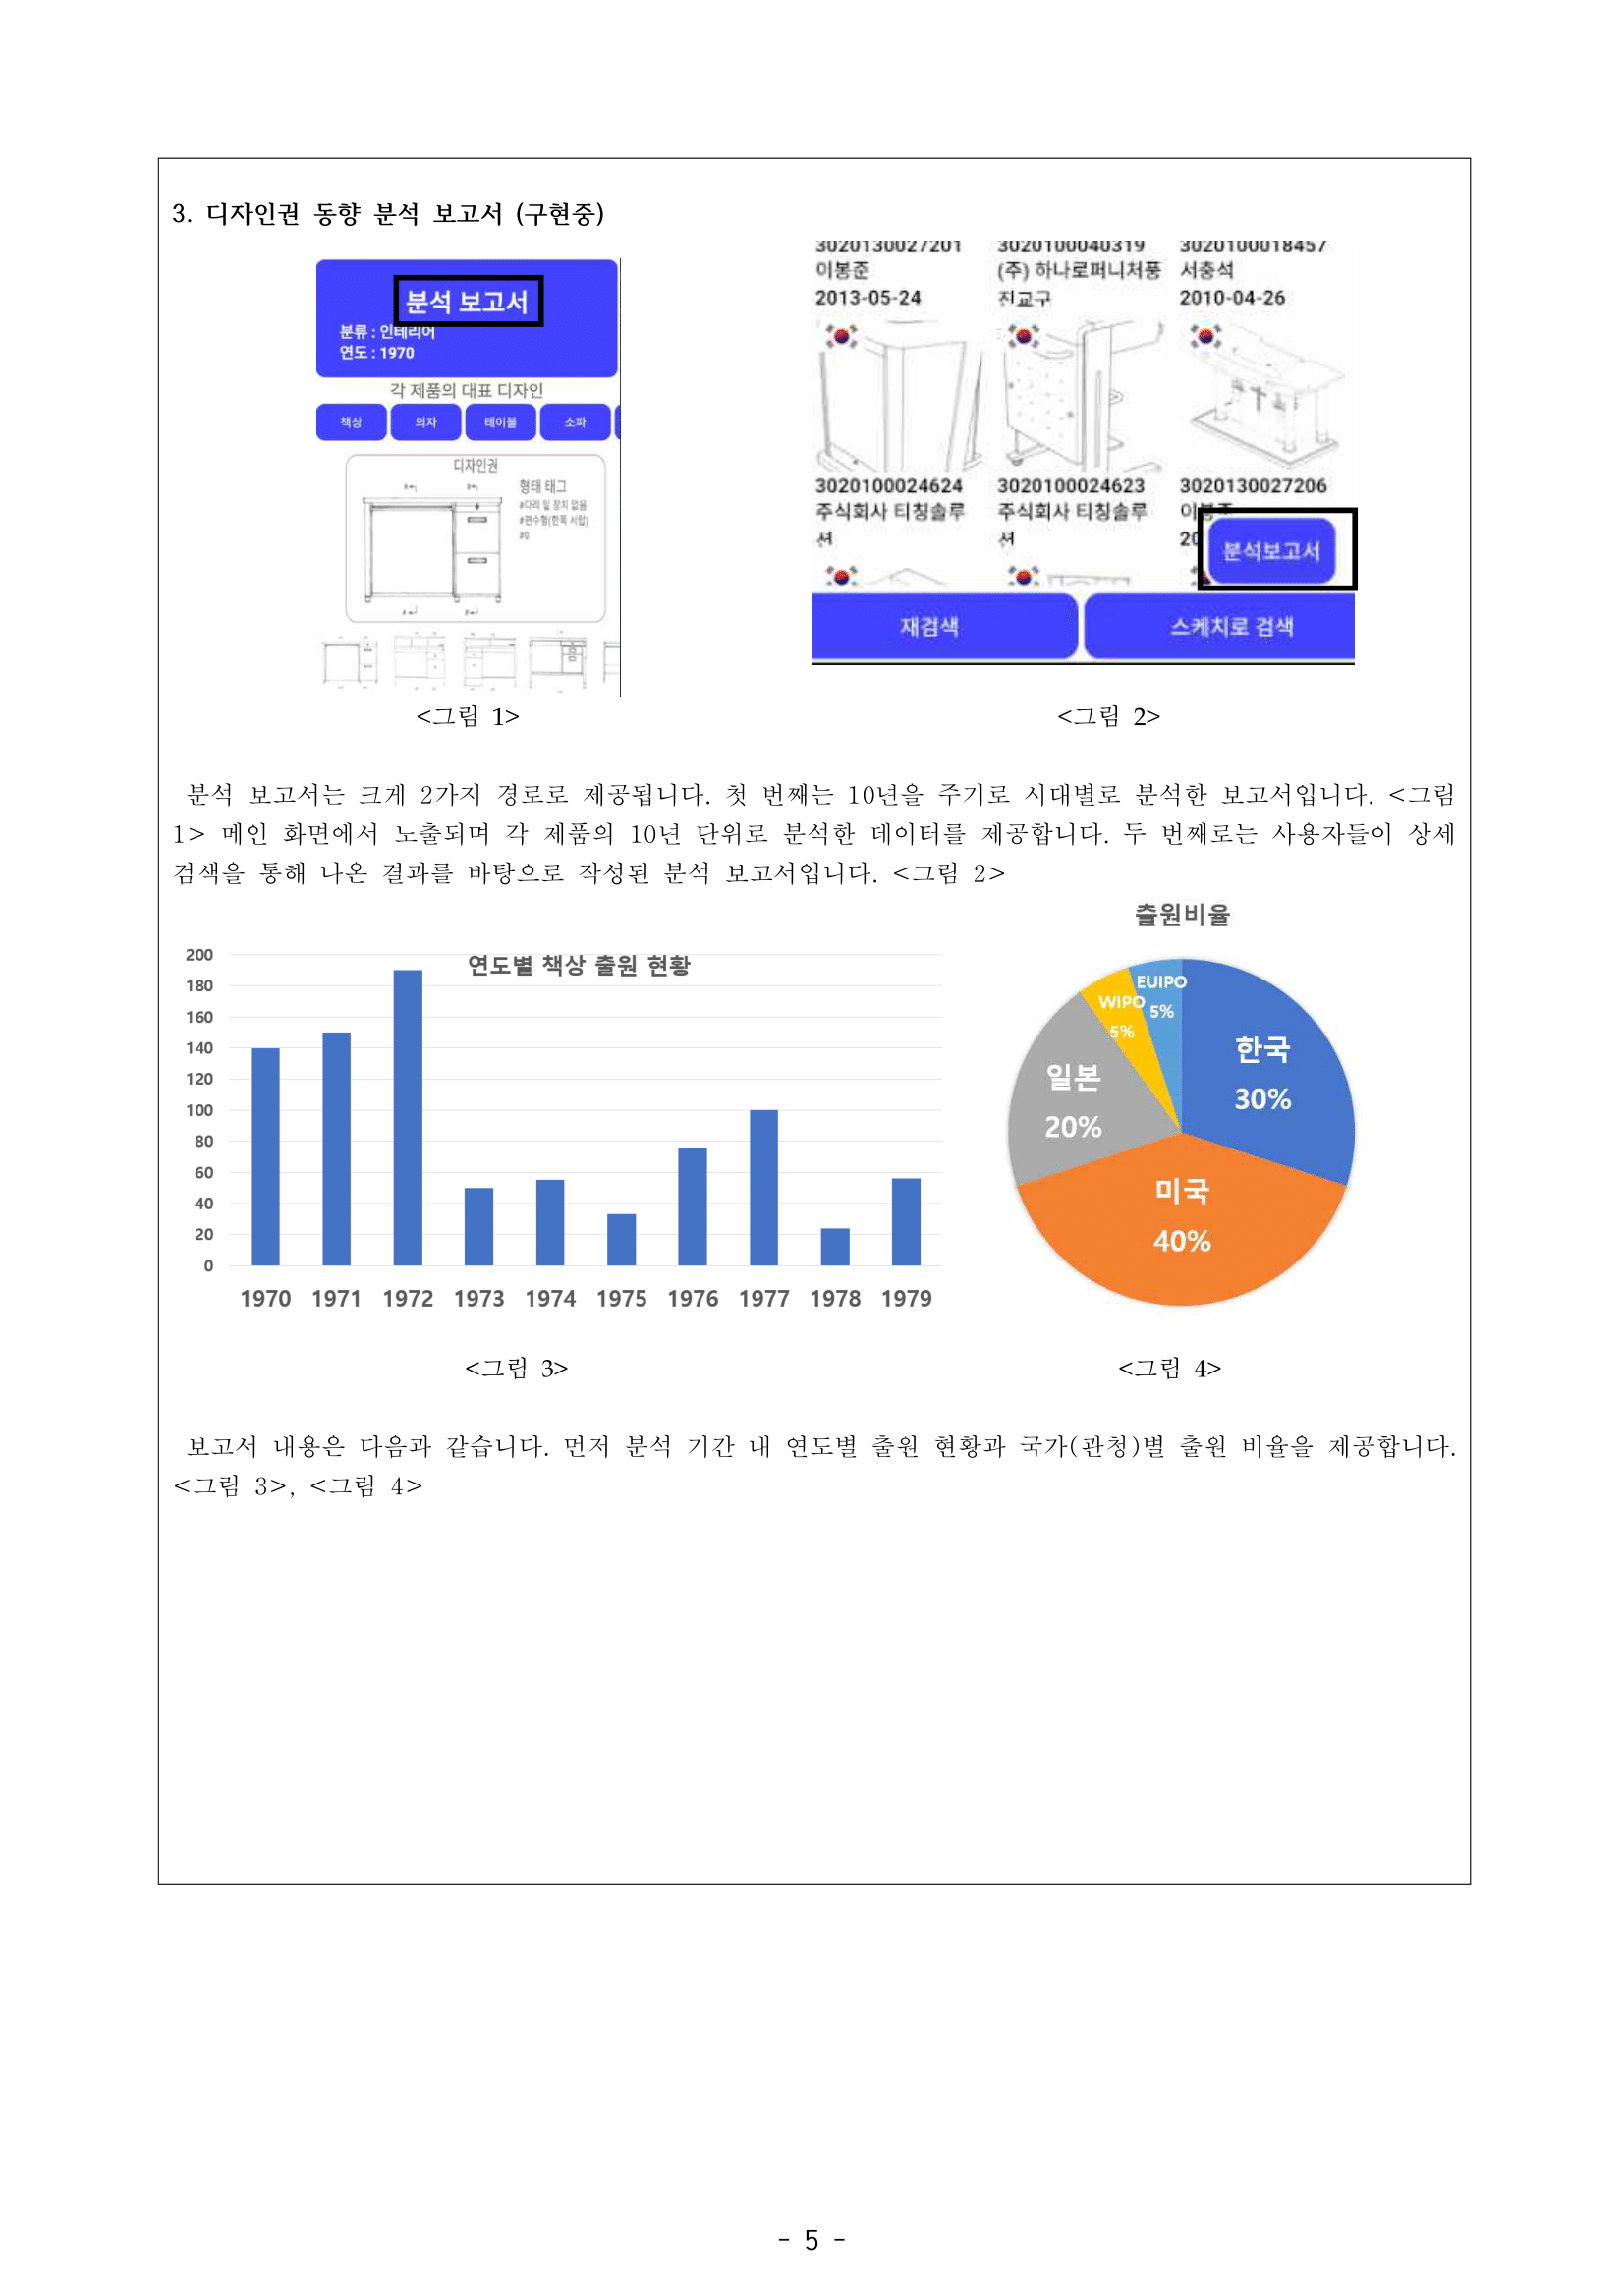 3. 디자인권 동향 분석 보고서 (구현중)
분석 보고서
분류 : 인테리어
연도 : 1970
각 제품의 대표 디자인
책상 의자 테이블 소파
디자인권
형태 태그
#다리 밑 장치 없음
#편수형(한쪽 서랍)
#0
3020130027201 3020100040319 3020100018457
이봉준 (주) 하나로퍼니처풍 서충석
2013-05-24 진교구 2010-04-26
3020100024624 3020100024623 3020130027206
주식회사 티칭솔루 주식회사 티칭솔루 이봉준
션 션 20
분석보고서
재검색 스케치로 검색
<그림 1> <그림 2>
분석 보고서는 크게 2가지 경로로 제공됩니다. 첫 번째는 10년을 주기로 시대별로 분석한 보고서입니다. <그림
1> 메인 화면에서 노출되며 각 제품의 10년 단위로 분석한 데이터를 제공합니다. 두 번째로는 사용자들이 상세
검색을 통해 나온 결과를 바탕으로 작성된 분석 보고서입니다. <그림 2>
연도별 책상 출원 현황
200
180
160
140
120
100
80
60
40
20
0
1970 1971 1972 1973 1974 1975 1976 1977 1978 1979
출원비율
EUIPO
5%
WIPO
5%
한국
30%
일본
20%
미국
40%
<그림 3> <그림 4>
보고서 내용은 다음과 같습니다. 먼저 분석 기간 내 연도별 출원 현황과 국가(관청)별 출원 비율을 제공합니다.
<그림 3>, <그림 4>
- 5 -